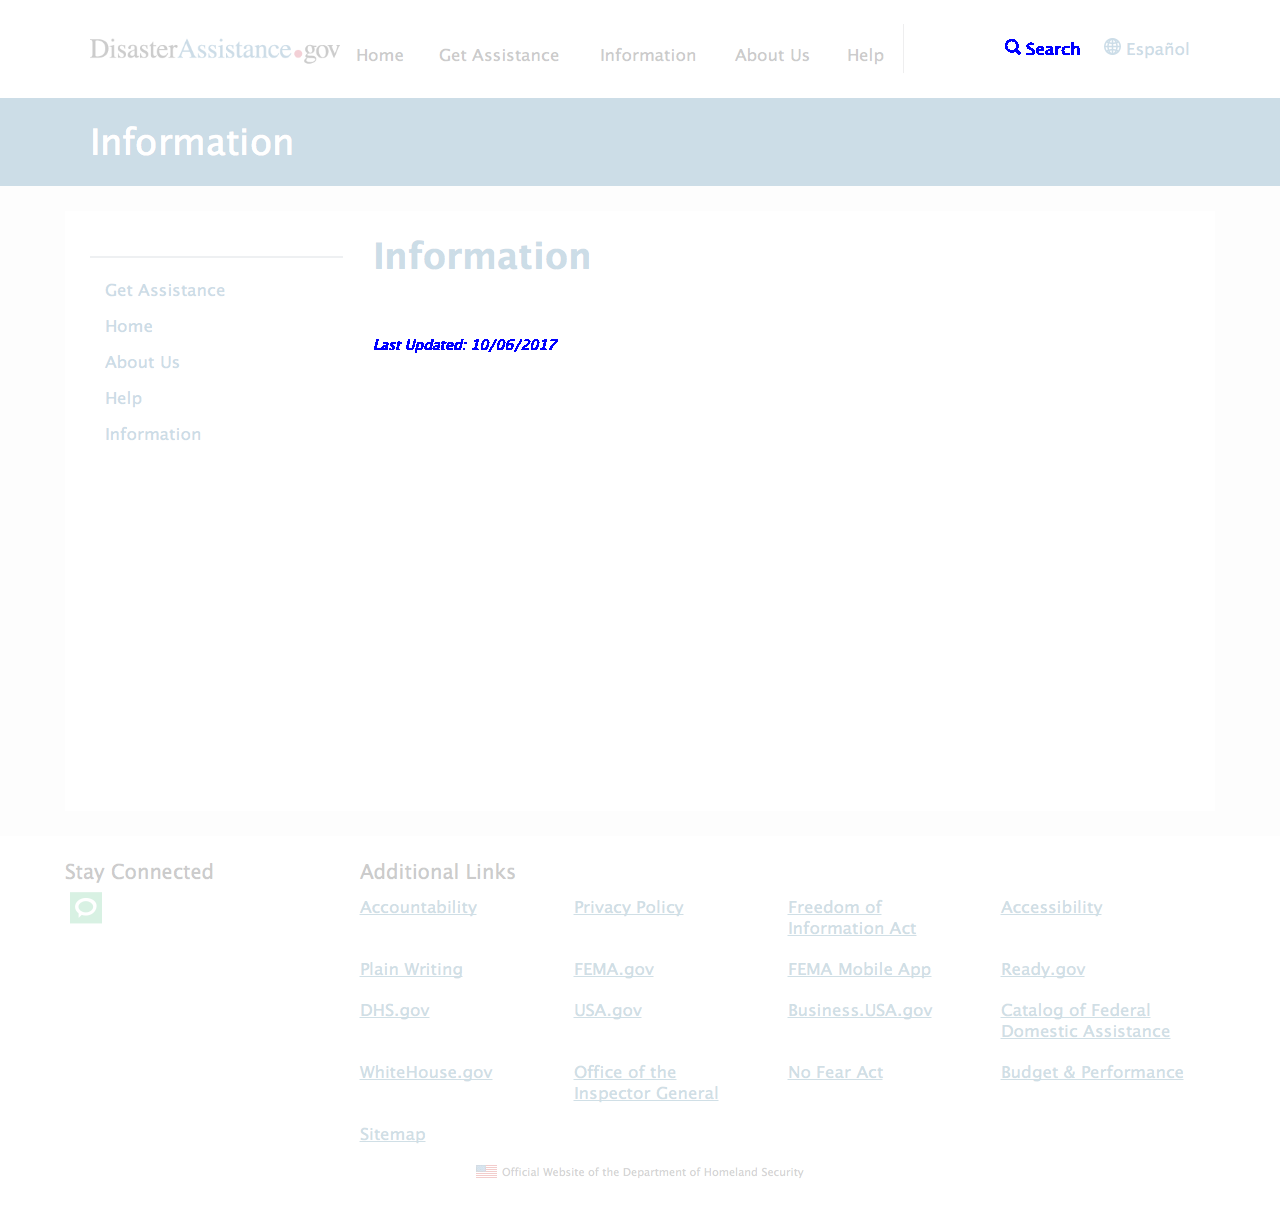 DisasterAssistance.gov
Home Get Assistance Information About Us Help
Search Español
Information
Information
Get Assistance
Home
About Us
Help
Information
Last Updated: 10/06/2017
Stay Connected
Additional Links
Accountability Privacy Policy Freedom of Accessibility
Information Act
Plain Writing FEMA.gov FEMA Mobile App Ready.gov
DHS.gov USA.gov Business.USA.gov Catalog of Federal
Domestic Assistance
WhiteHouse.gov Office of the No Fear Act Budget & Performance
Inspector General
Sitemap
Official Website of the Department of Homeland Security